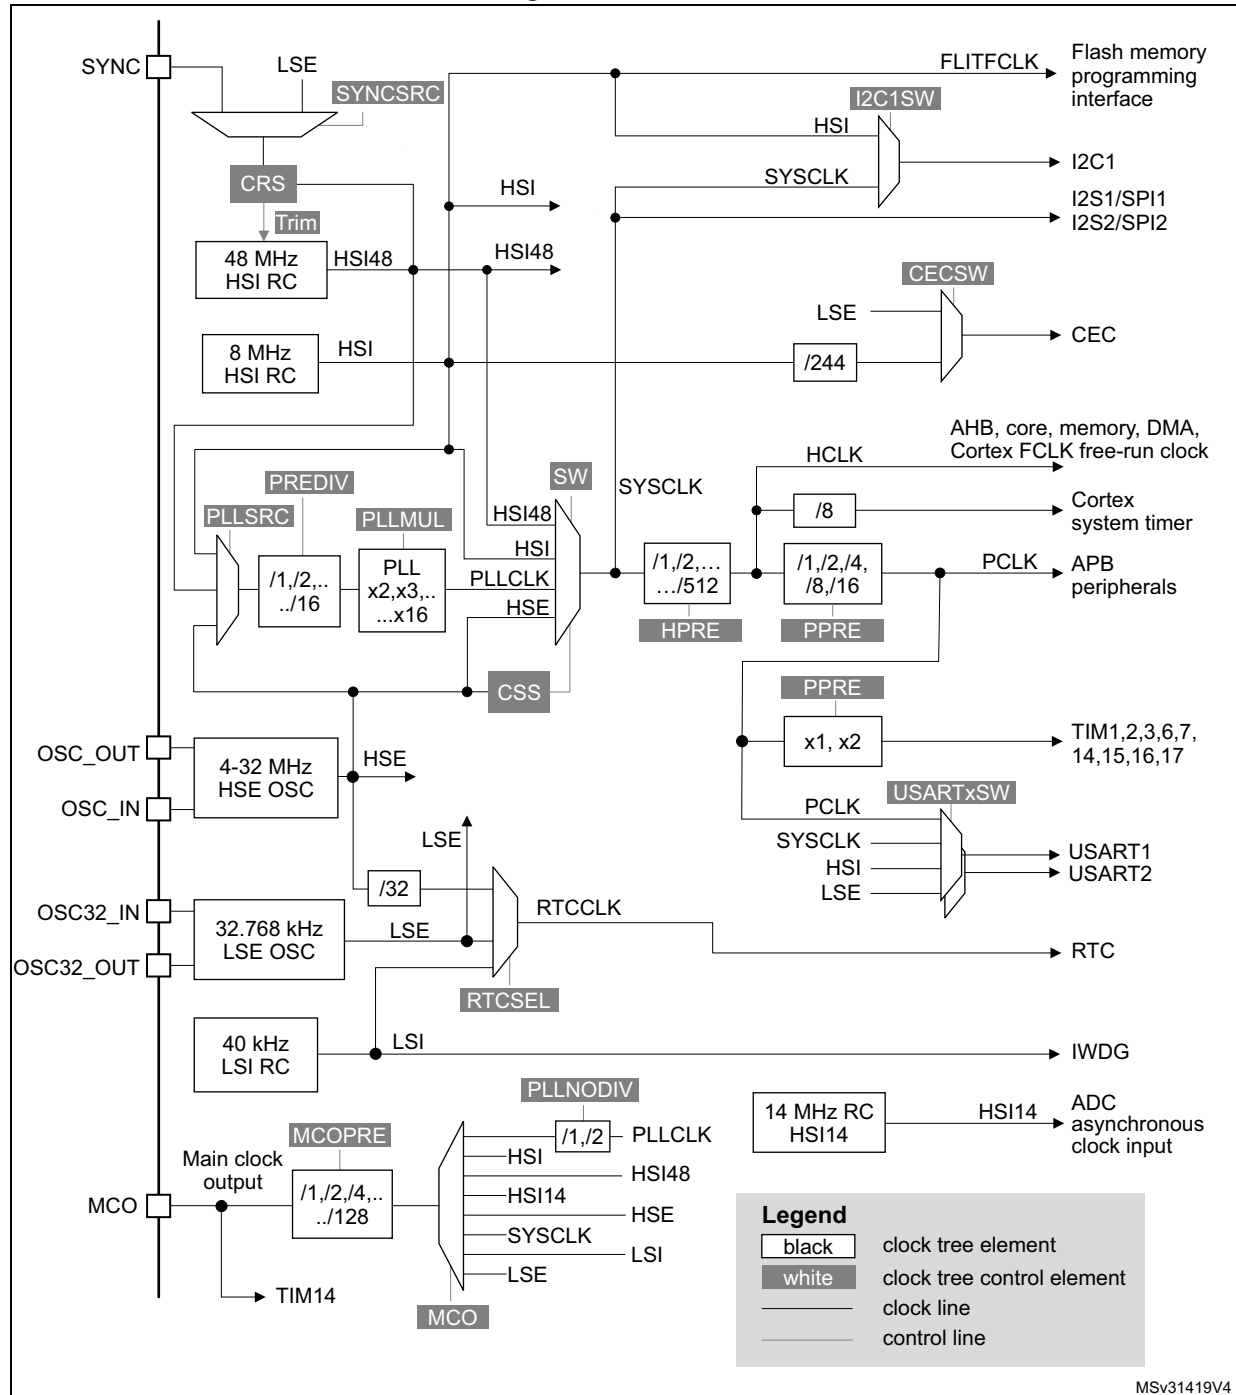 SYNC
LSE
SYNCSRC
CRS
Trim
48 MHz
HSI RC
HSI48
HSI
HSI48
8 MHz
HSI RC
HSI
FLITFCLK
Flash memory
programming
interface
I2C1SW
HSI
SYSCLK
I2C1
I2S1/SPI1
I2S2/SPI2
CECSW
LSE
/244
CEC
AHB, core, memory, DMA,
Cortex FCLK free-run clock
HCLK
/8
Cortex
system timer
PLLSRC
PREDIV
/1,/2,..
../16
PLLMUL
PLL
x2,x3,..
...x16
SW
HSI48
HSI
PLLCLK
HSE
CSS
SYSCLK
/1,/2,…
…/512
HPRE
/1,/2,/4,
/8,/16
PPRE
PCLK
APB
peripherals
PPRE
x1, x2
TIM1,2,3,6,7,
14,15,16,17
OSC_OUT
OSC_IN
4-32 MHz
HSE OSC
HSE
PCLK
SYSCLK
HSI
LSE
USARTxSW
USART1
USART2
LSE
/32
OSC32_IN
OSC32_OUT
32.768 kHz
LSE OSC
LSE
RTCCLK
RTCSEL
RTC
40 kHz
LSI RC
LSI
IWDG
14 MHz RC
HSI14
HSI14
ADC
asynchronous
clock input
PLLNODIV
/1,/2
PLLCLK
HSI
HSI48
HSI14
HSE
SYSCLK
LSI
LSE
MCO
MCOPRE
/1,/2,/4,..
../128
Main clock
output
MCO
TIM14
Legend
black
clock tree element
white
clock tree control element
clock line
control line
MSv31419V4